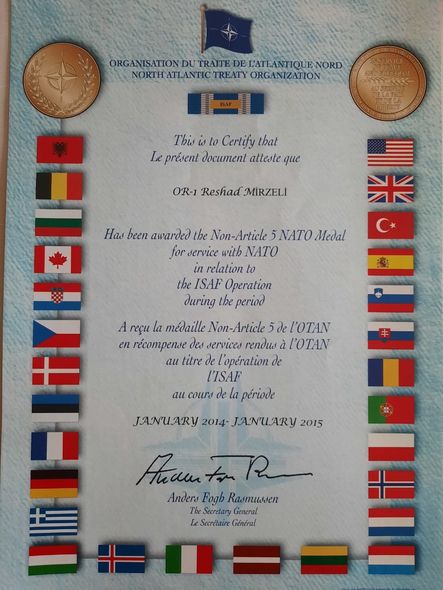 ORGANISATION DU TRAITE DE L'ATLANTIQUE NORD
NORTH ATLANTIC TREATY ORGANIZATION
ISAF
This is to Certify that
Le présent document atteste que
OR-1 Reshad MİRZELİ
Has been awarded the Non-Article 5 NATO Medal
for service with NATO
in relation to
the ISAF Operation
during the period
A reçu la médaille Non-Article 5 de l'OTAN
en récompense des services rendus à l'OTAN
au titre de l'opération de
l'ISAF
au cours de la période
JANUARY 2014- JANUARY 2015
Anders Fogh Rasmussen
The Secretary General
Le Secrétaire Général